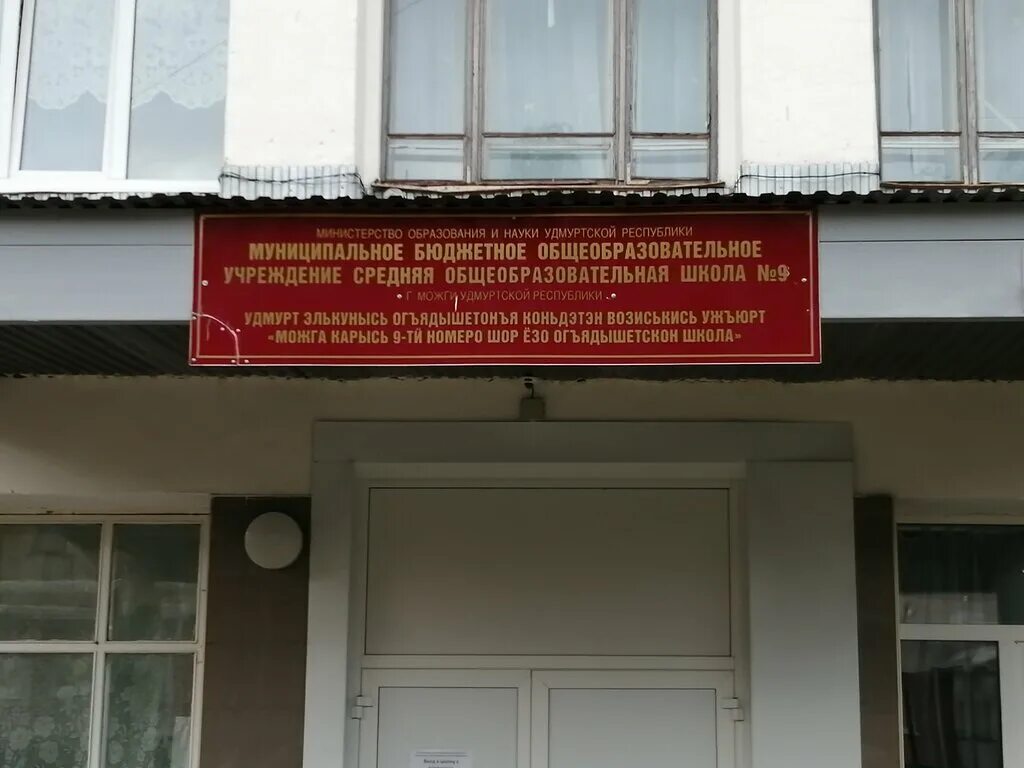 МИНИСТЕРСТВО ОБРАЗОВАНИЯ И НАУКИ УДМУРТСКОЙ РЕСПУБЛИКИ
МУНИЦИПАЛЬНОЕ БЮДЖЕТНОЕ ОБЩЕОБРАЗОВАТЕЛЬНОЕ
УЧРЕЖДЕНИЕ СРЕДНЯЯ ОБЩЕОБРАЗОВАТЕЛЬНАЯ ШКОЛА №9
Г МОЖГИ УДМУРТСКОЙ РЕСПУБЛИКИ
УДМУРТ ЭЛЬКУНЫСЬ ОГЪЯДЫШЕТОНЪЯ КОНЬДЭТЭН ВОЗИСЬКИСЬ УЖЪЮРТ
«МОЖГА КАРЫСЬ 9-ТӤ НОМЕРО ШОР ЁЗО ОГЪЯДЫШЕТСКОН ШКОЛА»